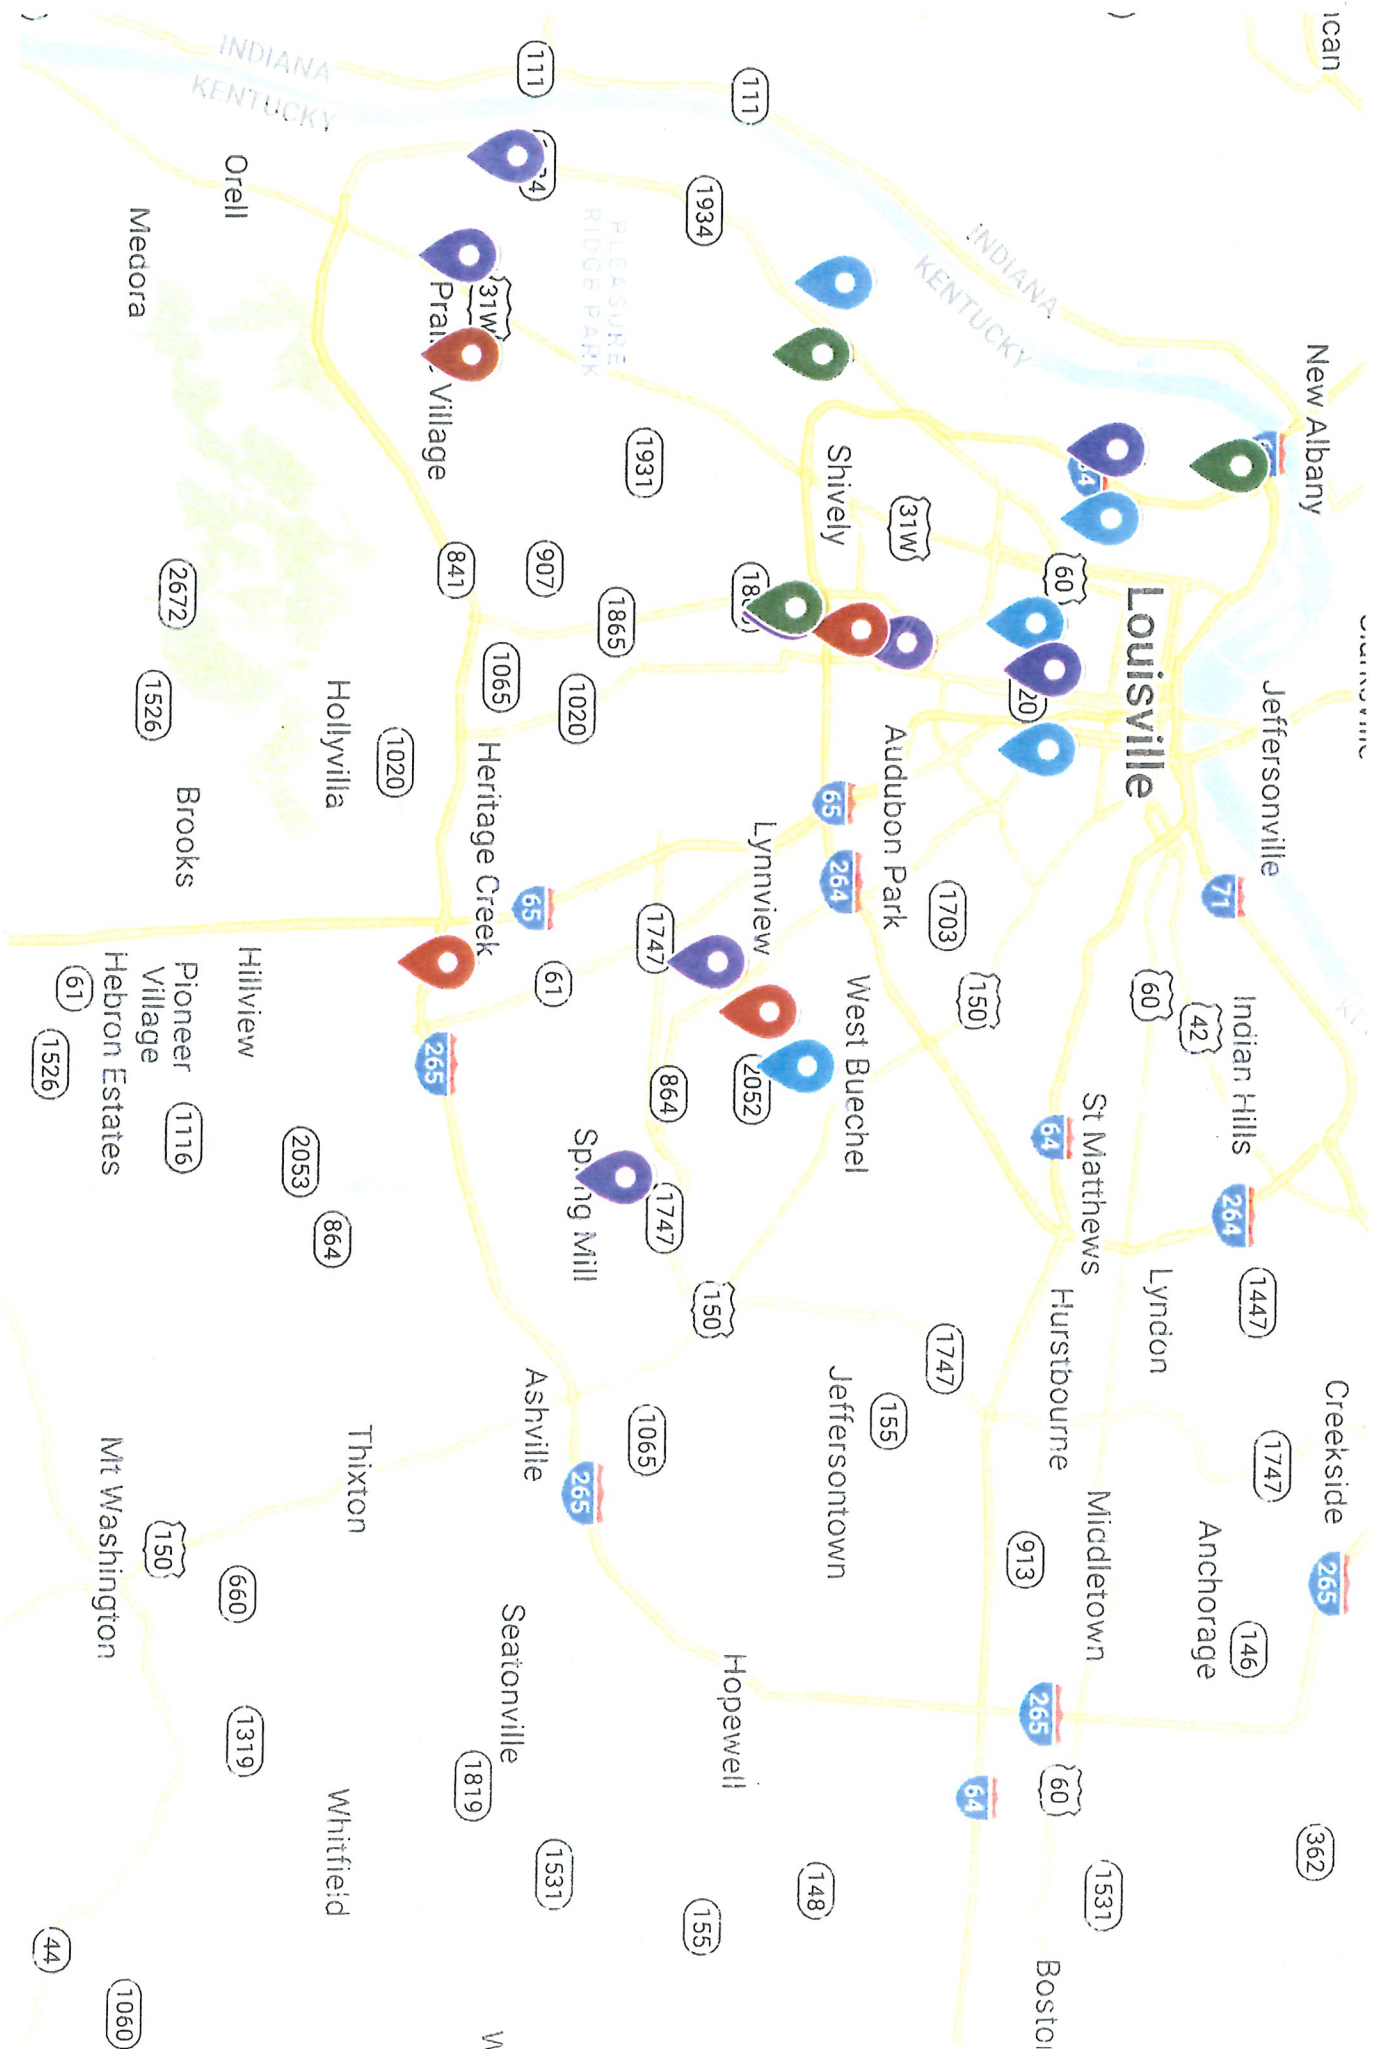 ican
New Albany
Jeffersonville
INDIANA
KENTUCKY
Louisville
60
71
Indian Hills
42
60
264
1447
Creekside
1747
265
Anchorage
146
362
St Matthews
64
Lyndon
Hurstbourne
Middletown
913
265
60
1531
64
Shively
31W
Audubon Park
1703
150
65
264
Lynnview
West Buechel
1747
155
Jeffersontown
148
111
1934
PLEASURE
RIDGE PARK
1931
1865
907
1065
1020
841
1747
864
2052
1747
150
1065
Hopewell
155
111
31W
Village
Heritage Creek
65
61
265
Ashville
265
Seatonville
1819
1531
INDIANA
KENTUCKY
Orell
Medora
Hollyvilla
1020
2672
1526
Brooks
Hillview
Pioneer
Village
Hebron Estates
61
1526
1116
2053
864
Thixton
Mt Washington
150
660
1319
Whitfield
44
1060